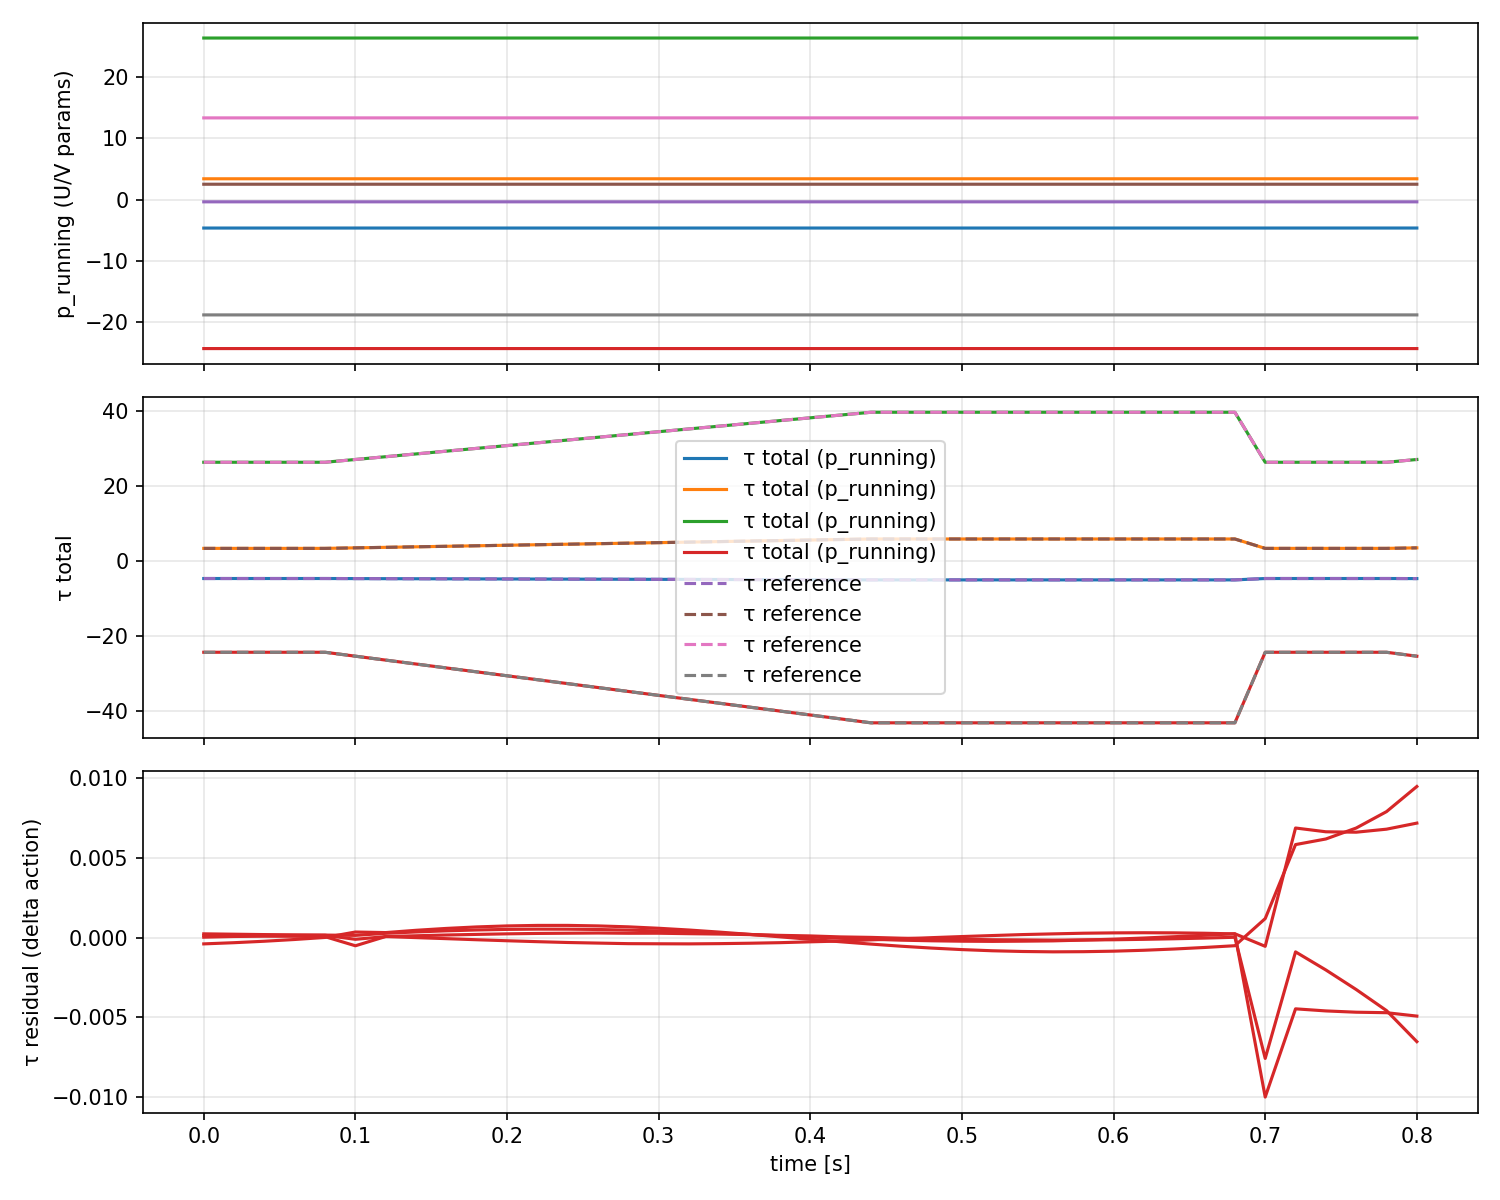 20
10
0
−10
−20
p_running (U/V params)
40
20
0
−20
−40
τ total
τ total (p_running)
τ total (p_running)
τ total (p_running)
τ total (p_running)
τ reference
τ reference
τ reference
τ reference
0.010
0.005
0.000
−0.005
−0.010
τ residual (delta action)
0.0 0.1 0.2 0.3 0.4 0.5 0.6 0.7 0.8
time [s]